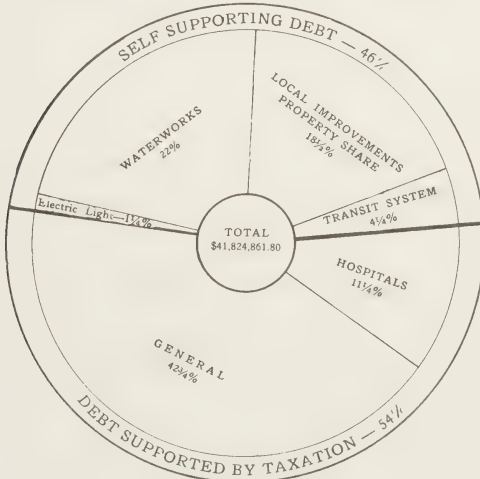 SELF SUPPORTING DEBT — 46%
LOCAL IMPROVEMENTS
PROPERTY SHARE
18¼%
WATERWORKS
22%
TRANSIT SYSTEM
4¼%
Electric Light—1¼%
TOTAL
$41,824,861.80
HOSPITALS
11¼%
GENERAL
42¾%
DEBT SUPPORTED BY TAXATION — 54%